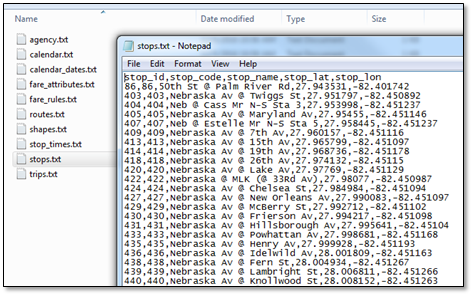 Name
Date modified
Type
Size
agency.txt
calendar.txt
calendar_dates.txt
fare_attributes.txt
fare_rules.txt
routes.txt
shapes.txt
stop_times.txt
stops.txt
trips.txt
stops.txt - Notepad
File Edit Format View Help
stop_id,stop_code,stop_name,stop_lat,stop_lon
86,86,50th St @ Palm River Rd,27.943531,-82.401742
403,403,Nebraska Av @ Twiggs St,27.951797,-82.450892
404,404,Neb @ Cass Mr N-S Sta 3,27.953998,-82.451237
405,405,Nebraska Av @ Maryland Av,27.95455,-82.451146
407,407,Neb @ Estelle Mr N-S Sta 5,27.958445,-82.451237
409,409,Nebraska Av @ 7th Av,27.960157,-82.451116
413,413,Nebraska Av @ 15th Av,27.965799,-82.451097
414,414,Nebraska Av @ 19th Av,27.968736,-82.451178
418,418,Nebraska Av @ 26th Av,27.974132,-82.45115
420,420,Nebraska Av @ Lake Av,27.97769,-82.451129
422,422,Nebraska @ MLK (@ 33Rd Av),27.98077,-82.450987
424,424,Nebraska Av @ Chelsea St,27.984984,-82.451094
427,427,Nebraska Av @ New Orleans Av,27.990083,-82.451097
429,429,Nebraska Av @ McBerry St,27.992712,-82.451102
430,430,Nebraska Av @ Frierson Av,27.994217,-82.451098
431,431,Nebraska Av @ Hillsborough Av,27.995641,-82.45104
433,433,Nebraska Av @ Powhattan Av,27.998681,-82.451168
435,435,Nebraska Av @ Henry Av,27.999928,-82.451193
436,436,Nebraska Av @ Idelwild Av,28.001809,-82.451163
438,438,Nebraska Av @ Fern St,28.004934,-82.451267
439,439,Nebraska Av @ Lambright St,28.006811,-82.451266
440,440,Nebraska Av @ Knollwood St,28.008152,-82.451263